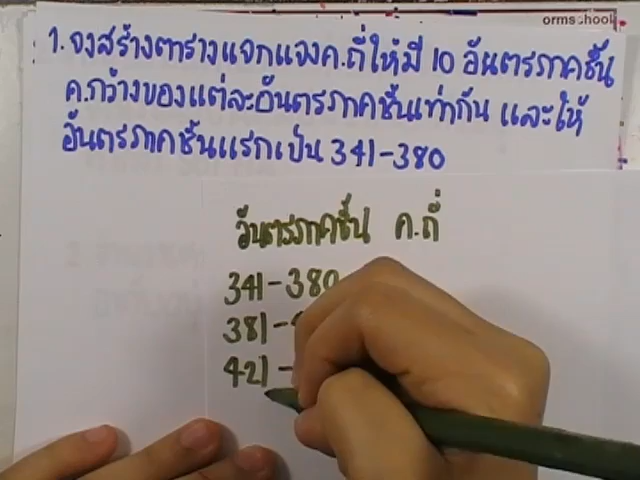 ormschool
1. จงสร้างตารางแจกแจงค.ถี่ให้มี 10 อันตรภาคชั้น
ค.กว้างของแต่ละอันตรภาคชั้นเท่ากัน และให้
อันตรภาคชั้นแรกเป็น 341-380
อันตรภาคชั้น ค.ถี่
341-380
381-
421-